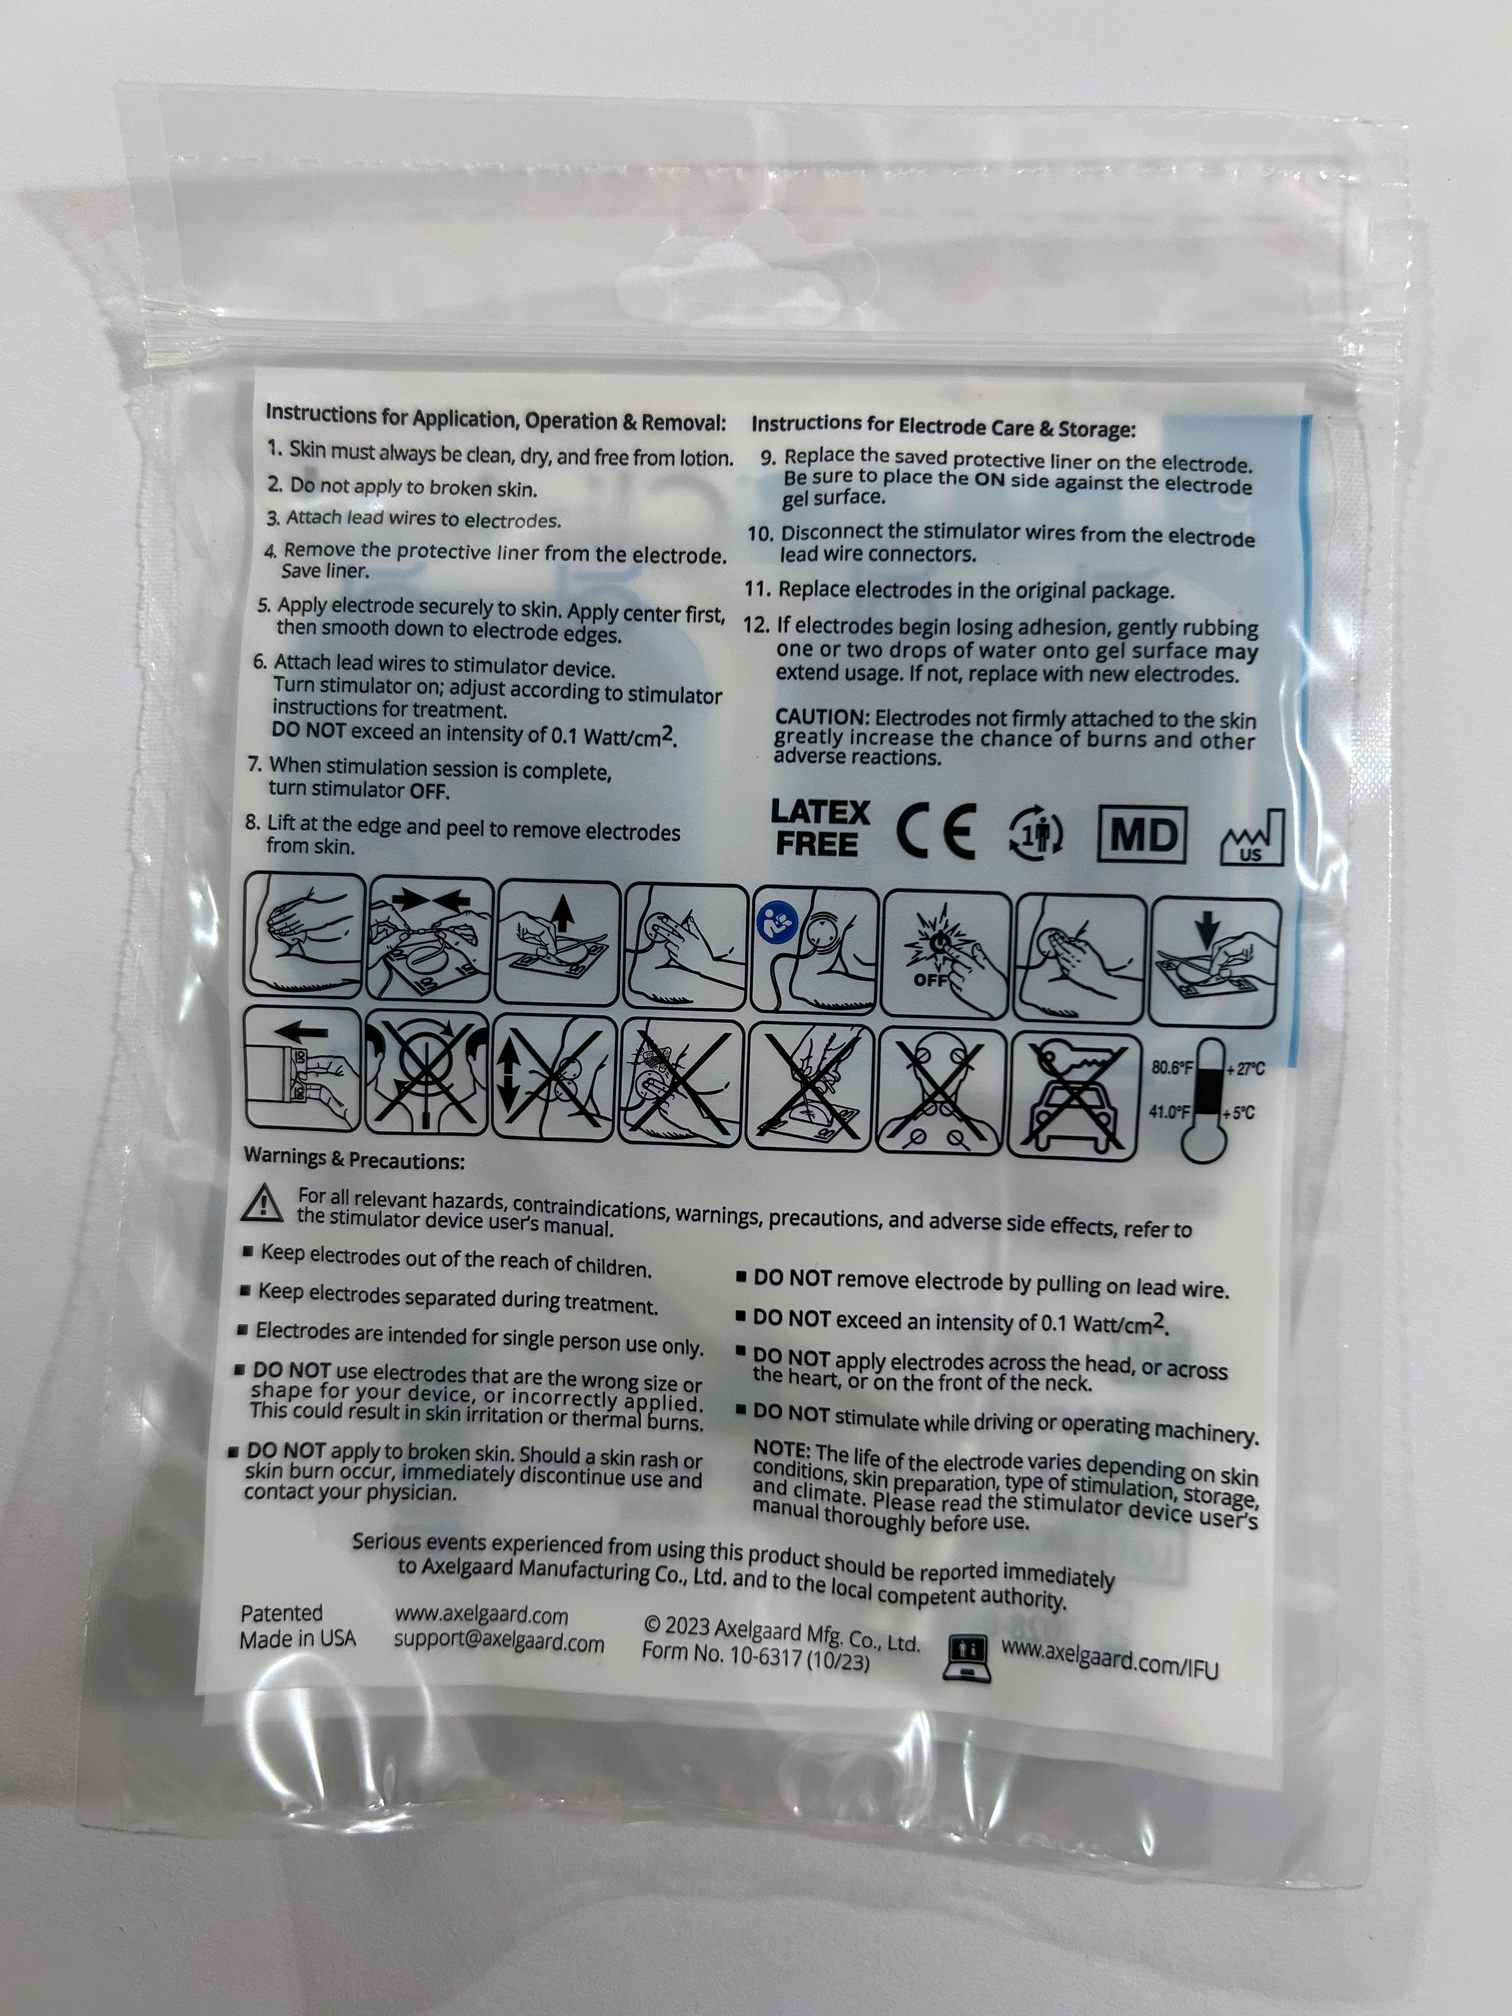 Instructions for Application, Operation & Removal:
1. Skin must always be clean, dry, and free from lotion.
2. Do not apply to broken skin.
3. Attach lead wires to electrodes.
4. Remove the protective liner from the electrode.
Save liner.
5. Apply electrode securely to skin. Apply center first,
then smooth down to electrode edges.
6. Attach lead wires to stimulator device.
Turn stimulator on; adjust according to stimulator
instructions for treatment.
DO NOT exceed an intensity of 0.1 Watt/cm².
7. When stimulation session is complete,
turn stimulator OFF.
8. Lift at the edge and peel to remove electrodes
from skin.
Instructions for Electrode Care & Storage:
9. Replace the saved protective liner on the electrode.
Be sure to place the ON side against the electrode
gel surface.
10. Disconnect the stimulator wires from the electrode
lead wire connectors.
11. Replace electrodes in the original package.
12. If electrodes begin losing adhesion, gently rubbing
one or two drops of water onto gel surface may
extend usage. If not, replace with new electrodes.
CAUTION: Electrodes not firmly attached to the skin
greatly increase the chance of burns and other
adverse reactions.
LATEX
FREE
CE
1
MD
US
OFF
80.6°F +27°C
41.0°F +5°C
Warnings & Precautions:
For all relevant hazards, contraindications, warnings, precautions, and adverse side effects, refer to
the stimulator device user's manual.
▪ Keep electrodes out of the reach of children.
▪ Keep electrodes separated during treatment.
▪ Electrodes are intended for single person use only.
▪ DO NOT use electrodes that are the wrong size or
shape for your device, or incorrectly applied.
This could result in skin irritation or thermal burns.
▪ DO NOT apply to broken skin. Should a skin rash or
skin burn occur, immediately discontinue use and
contact your physician.
▪ DO NOT remove electrode by pulling on lead wire.
▪ DO NOT exceed an intensity of 0.1 Watt/cm².
▪ DO NOT apply electrodes across the head, or across
the heart, or on the front of the neck.
▪ DO NOT stimulate while driving or operating machinery.
NOTE: The life of the electrode varies depending on skin
conditions, skin preparation, type of stimulation, storage,
and climate. Please read the stimulator device user's
manual thoroughly before use.
Serious events experienced from using this product should be reported immediately
to Axelgaard Manufacturing Co., Ltd. and to the local competent authority.
Patented
Made in USA
www.axelgaard.com
support@axelgaard.com
© 2023 Axelgaard Mfg. Co., Ltd.
Form No. 10-6317 (10/23)
www.axelgaard.com/IFU